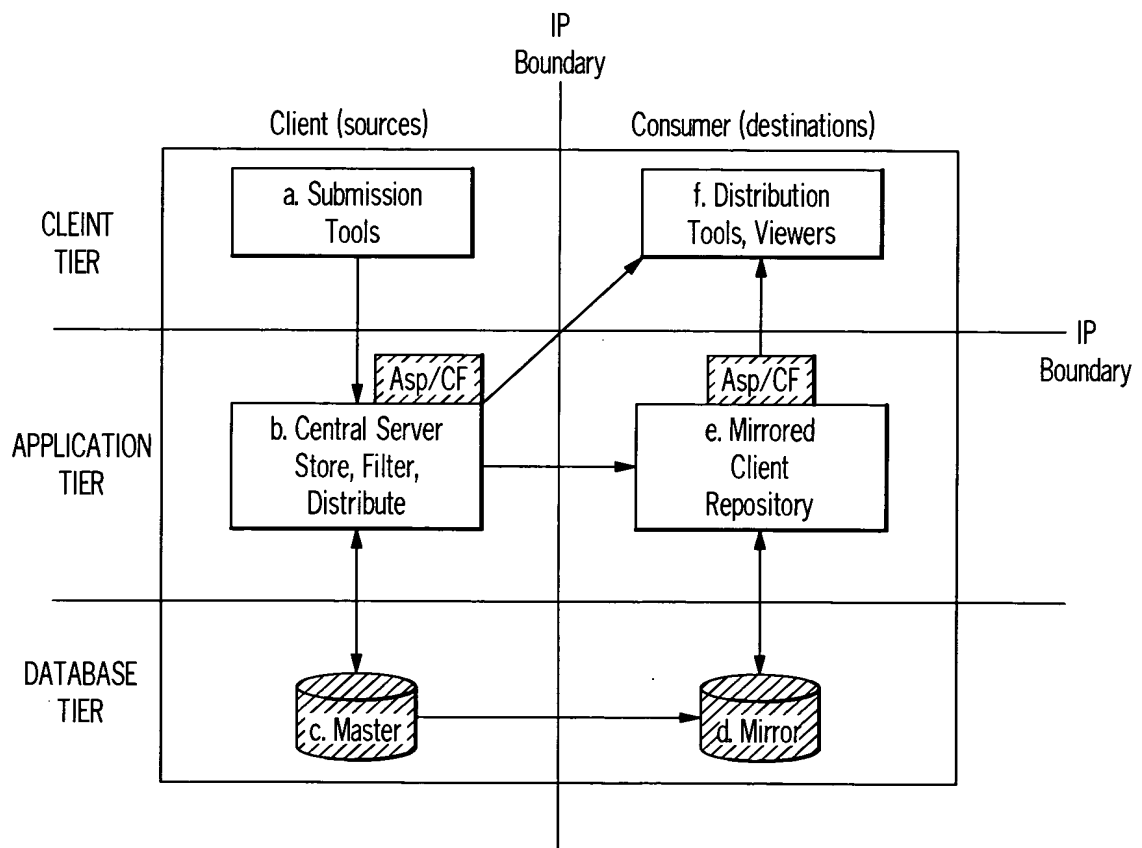 IP
Boundary
Client (sources)
Consumer (destinations)
CLEINT
TIER
a. Submission
Tools
f. Distribution
Tools, Viewers
IP
Boundary
Asp/CF
Asp/CF
APPLICATION
TIER
b. Central Server
Store, Filter,
Distribute
e. Mirrored
Client
Repository
DATABASE
TIER
c. Master
d. Mirror